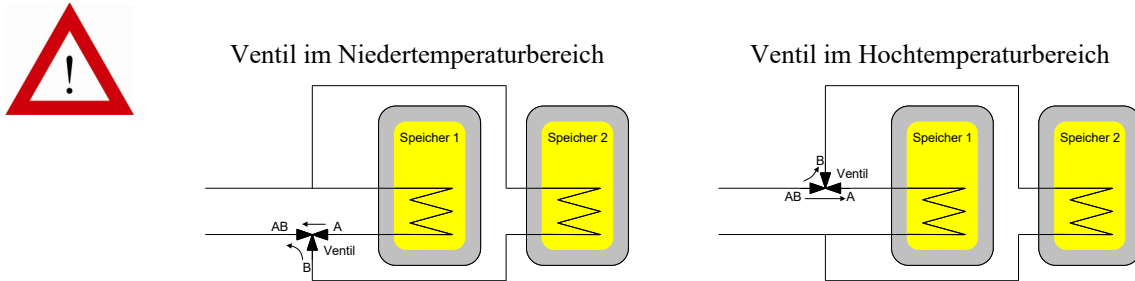 !
Ventil im Niedertemperaturbereich
Speicher 1
Speicher 2
AB
A
Ventil
B
Ventil im Hochtemperaturbereich
Speicher 1
Speicher 2
B
Ventil
AB
A